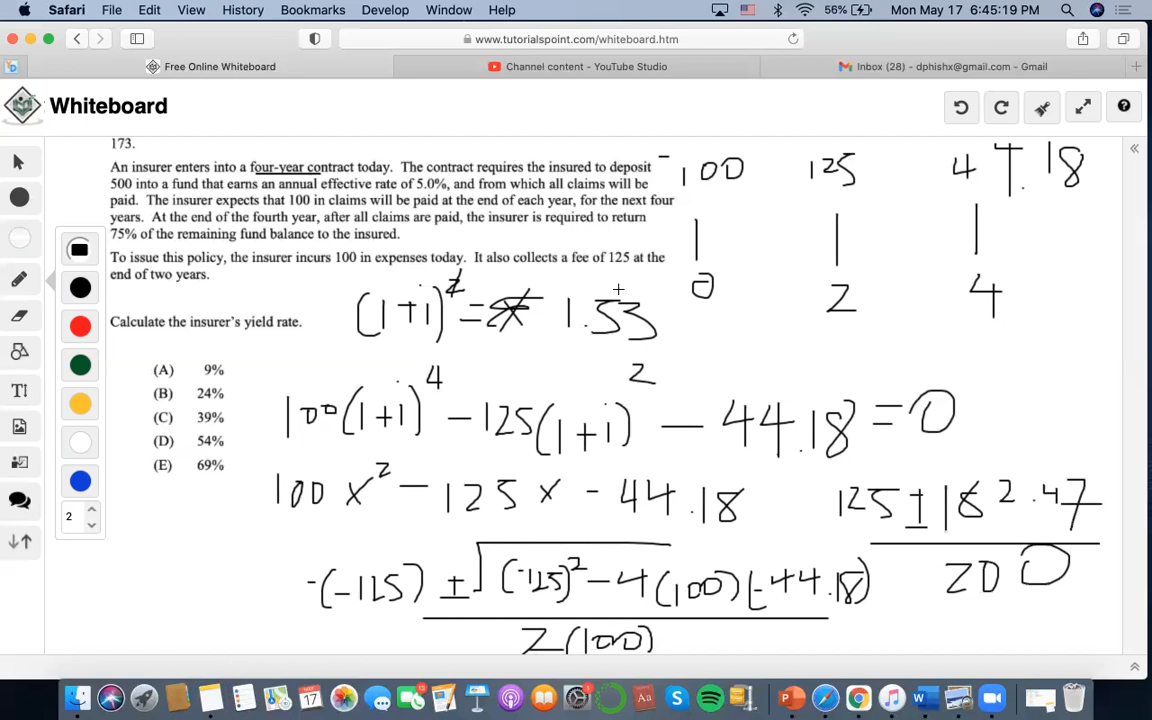 Safari File Edit View History Bookmarks Develop Window Help 56% Mon May 17 6:45:19 PM
www.tutorialspoint.com/whiteboard.htm
Free Online Whiteboard YouTube Channel content - YouTube Studio Inbox (28) - dphishx@gmail.com - Gmail
Whiteboard
173.
An insurer enters into a four-year contract today. The contract requires the insured to deposit
500 into a fund that earns an annual effective rate of 5.0%, and from which all claims will be
paid. The insurer expects that 100 in claims will be paid at the end of each year, for the next four
years. At the end of the fourth year, after all claims are paid, the insurer is required to return
75% of the remaining fund balance to the insured.
To issue this policy, the insurer incurs 100 in expenses today. It also collects a fee of 125 at the
end of two years.
Calculate the insurer's yield rate.
(A) 9%
(B) 24%
(C) 39%
(D) 54%
(E) 69%
-100 125 44.18
0 2 4
(1+i)² = 1.53
100(1+i)⁴ - 125(1+i)² - 44.18 = 0
100x² - 125x - 44.18
125 ± 182.47
200
-(-125) ± √(-125)² - 4(100)(-44.18)
2(100)
2